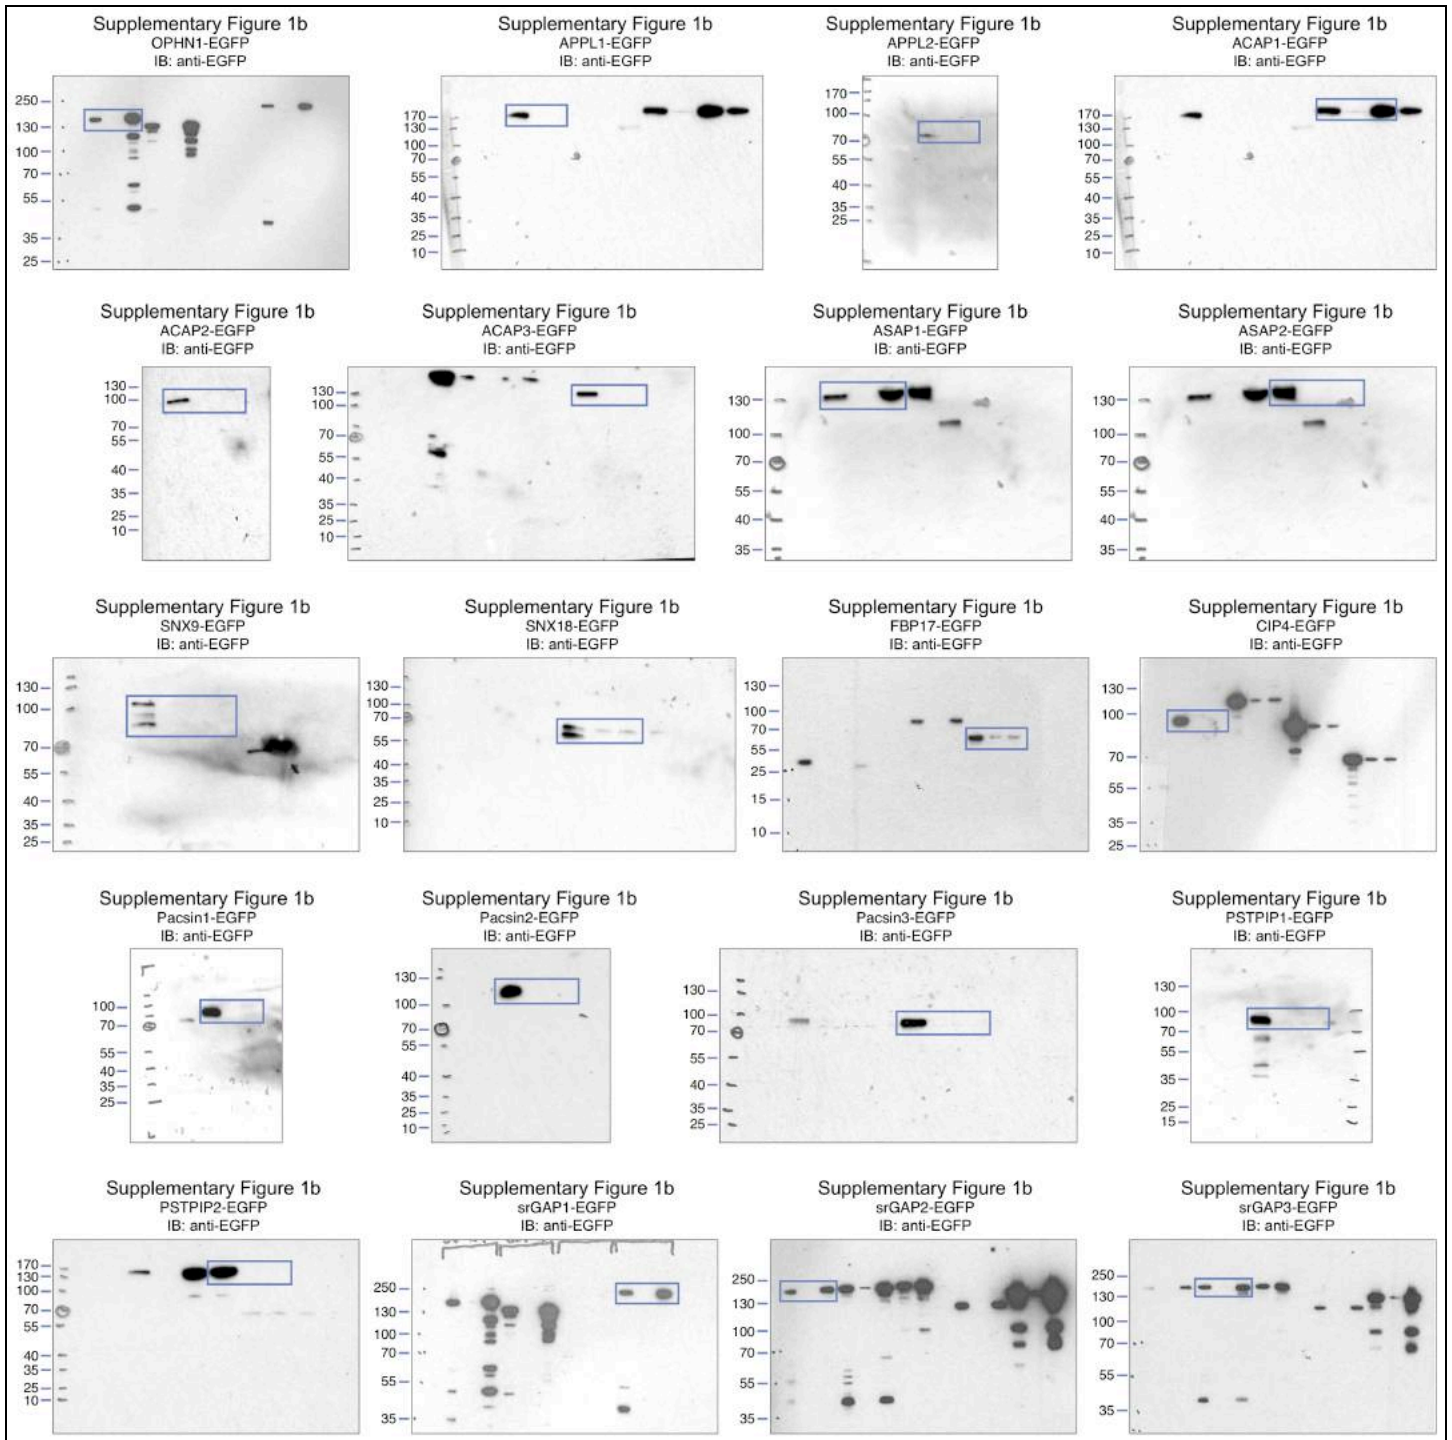 Supplementary Figure 1b
OPHN1-EGFP
IB: anti-EGFP
250
130
100
70
55
35
25
Supplementary Figure 1b
APPL1-EGFP
IB: anti-EGFP
170
130
100
70
55
40
35
25
10
Supplementary Figure 1b
APPL2-EGFP
IB: anti-EGFP
170
100
70
55
40
35
25
Supplementary Figure 1b
ACAP1-EGFP
IB: anti-EGFP
170
130
100
70
55
40
35
25
10
Supplementary Figure 1b
ACAP2-EGFP
IB: anti-EGFP
130
100
70
55
40
35
25
10
Supplementary Figure 1b
ACAP3-EGFP
IB: anti-EGFP
130
100
70
55
40
35
25
10
Supplementary Figure 1b
ASAP1-EGFP
IB: anti-EGFP
130
100
70
55
40
35
Supplementary Figure 1b
ASAP2-EGFP
IB: anti-EGFP
130
100
70
55
40
35
Supplementary Figure 1b
SNX9-EGFP
IB: anti-EGFP
130
100
70
55
40
35
25
Supplementary Figure 1b
SNX18-EGFP
IB: anti-EGFP
130
100
70
55
40
35
25
10
Supplementary Figure 1b
FBP17-EGFP
IB: anti-EGFP
130
100
70
55
25
15
10
Supplementary Figure 1b
CIP4-EGFP
IB: anti-EGFP
130
100
70
55
35
25
Supplementary Figure 1b
Pacsin1-EGFP
IB: anti-EGFP
100
70
55
40
35
25
Supplementary Figure 1b
Pacsin2-EGFP
IB: anti-EGFP
130
100
70
55
40
35
25
10
Supplementary Figure 1b
Pacsin3-EGFP
IB: anti-EGFP
130
100
70
55
40
35
25
Supplementary Figure 1b
PSTPIP1-EGFP
IB: anti-EGFP
130
100
70
55
25
15
Supplementary Figure 1b
PSTPIP2-EGFP
IB: anti-EGFP
170
130
100
70
55
40
35
25
10
Supplementary Figure 1b
srGAP1-EGFP
IB: anti-EGFP
250
130
100
70
55
35
Supplementary Figure 1b
srGAP2-EGFP
IB: anti-EGFP
250
130
100
70
55
35
Supplementary Figure 1b
srGAP3-EGFP
IB: anti-EGFP
250
130
100
70
55
35